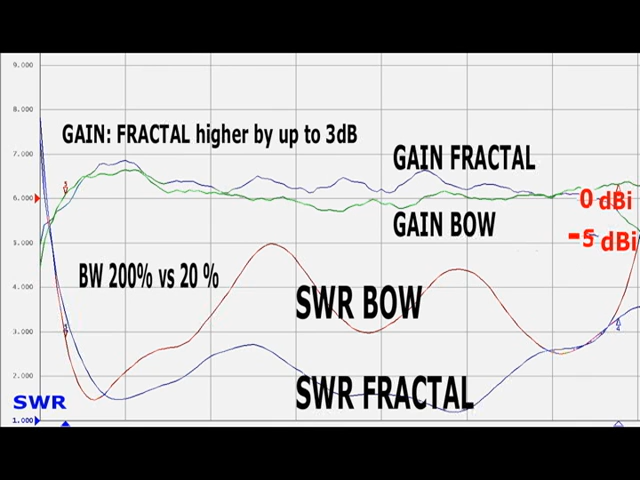 9.000
8.000
GAIN: FRACTAL higher by up to 3dB
7.000
GAIN FRACTAL
6.000
0 dBi
GAIN BOW
5.000
-5 dBi
BW 200% vs 20 %
4.000
SWR BOW
3.000
2.000
SWR FRACTAL
SWR
1.000